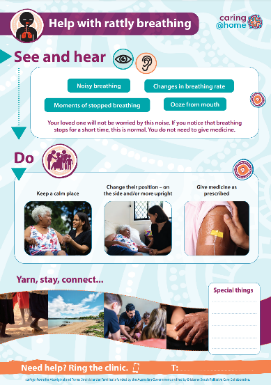 Help with rattly breathing
caring
@home
See and hear
Noisy breathing
Changes in breathing rate
Moments of stopped breathing
Ooze from mouth
Your loved one will not be worried by this noise. If you notice that breathing
stops for a short time, this is normal. You do not need to give medicine.
Do
Keep a calm place
Change their position – on
the side and/or more upright
Give medicine as
prescribed
Yarn, stay, connect...
Special things
Need help? Ring the clinic.
T: